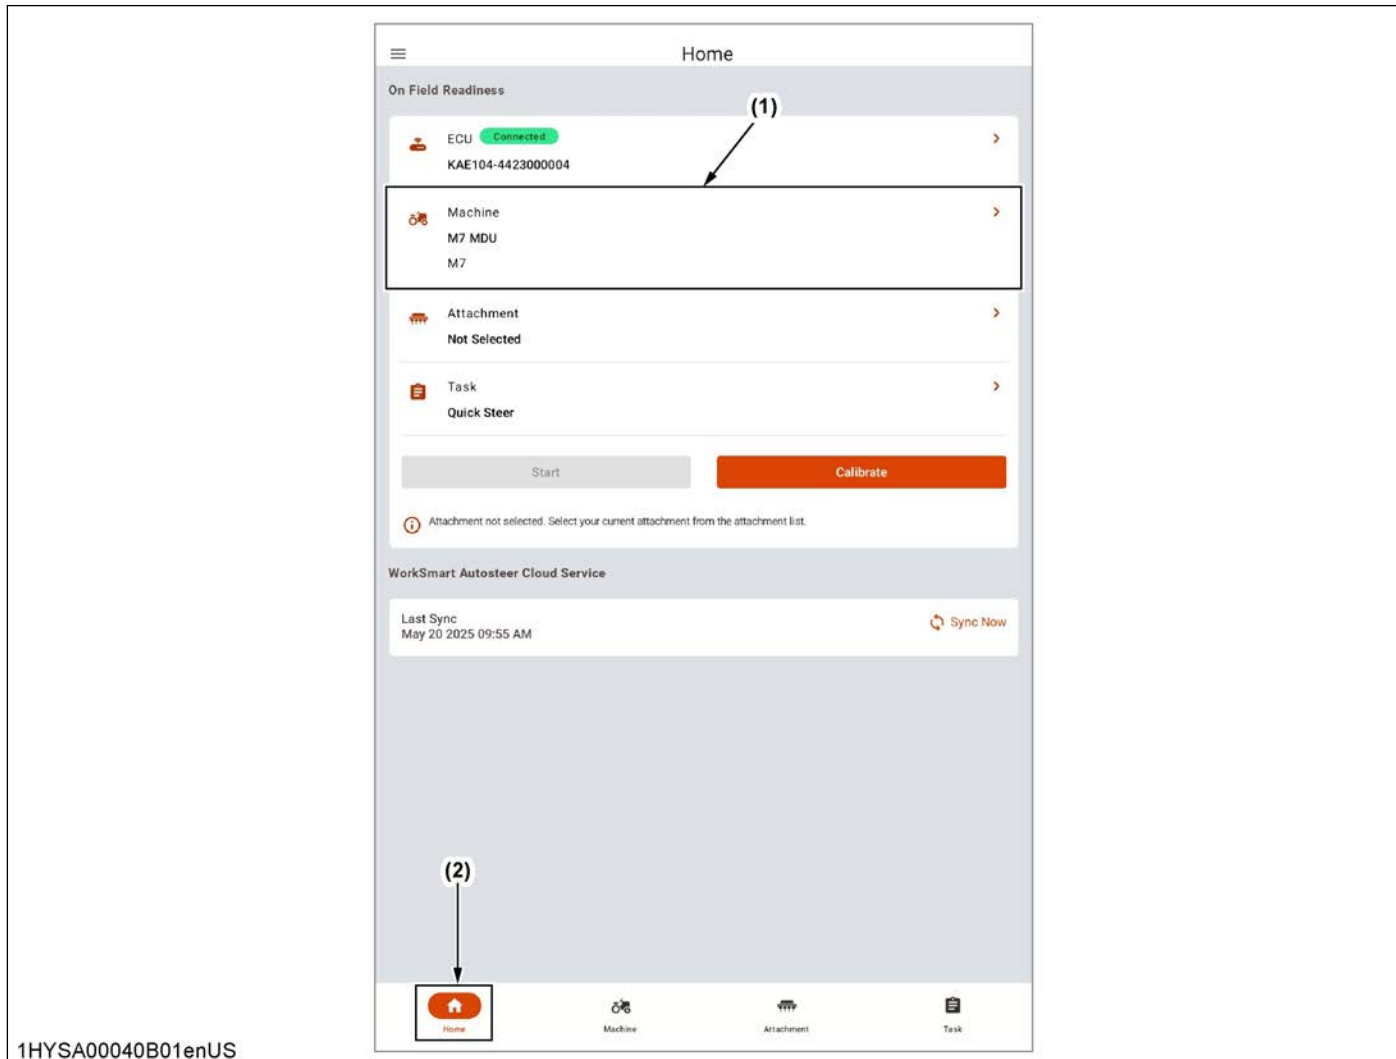 Home
On Field Readiness
(1)
ECU Connected
KAE104-4423000004
Machine
M7 MDU
M7
Attachment
Not Selected
Task
Quick Steer
Start Calibrate
Attachment not selected. Select your current attachment from the attachment list.
WorkSmart Autosteer Cloud Service
Last Sync
May 20 2025 09:55 AM
Sync Now
(2)
Home Machine Attachment Task
1HYSA00040B01enUS